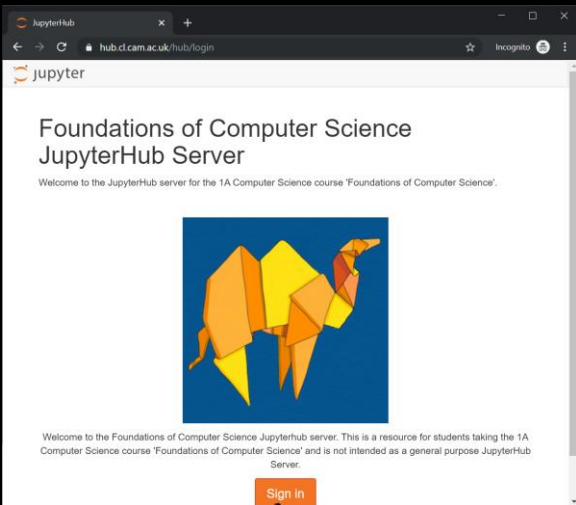 JupyterHub
hub.cl.cam.ac.uk/hub/login
Incognito
jupyter
Foundations of Computer Science
JupyterHub Server
Welcome to the JupyterHub server for the 1A Computer Science course 'Foundations of Computer Science'.
Welcome to the Foundations of Computer Science Jupyterhub server. This is a resource for students taking the 1A
Computer Science course 'Foundations of Computer Science' and is not intended as a general purpose JupyterHub
Server.
Sign in